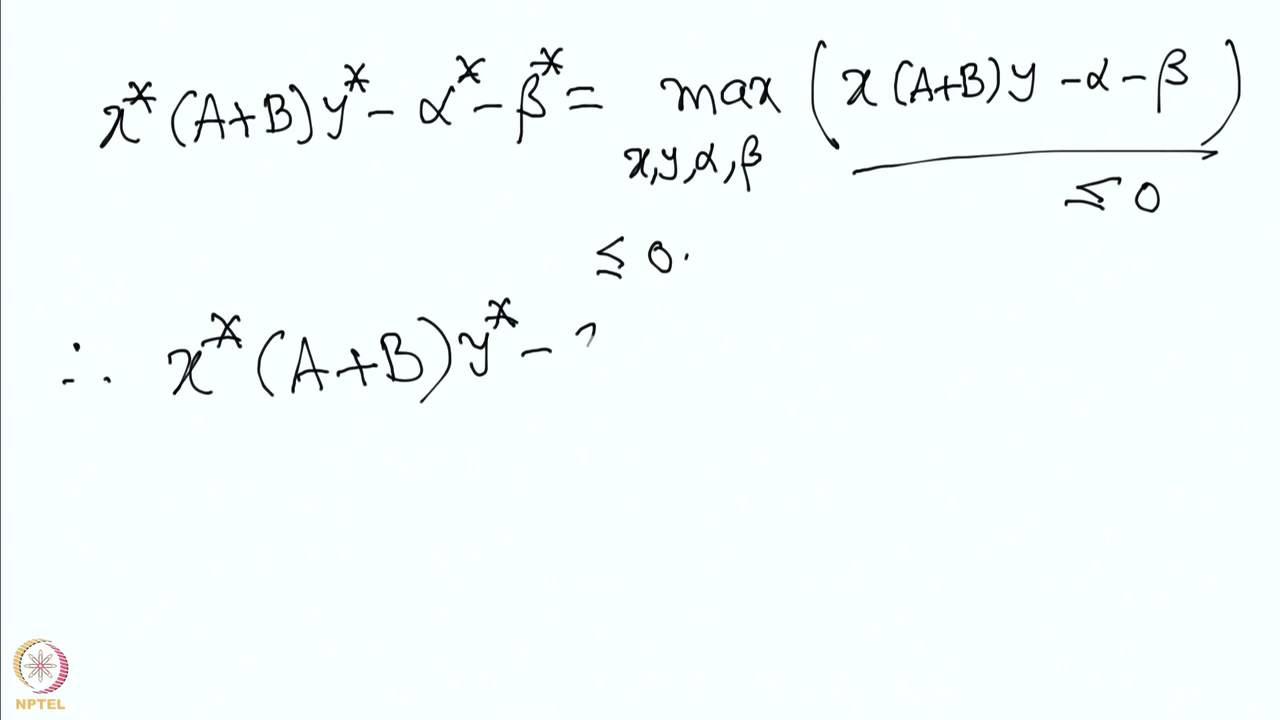 x* (A+B) y* - α* - β* = max ( x (A+B) y - α - β )
x, y, α, β
≤ 0
≤ 0.
∴ x* (A+B) y* -
NPTEL